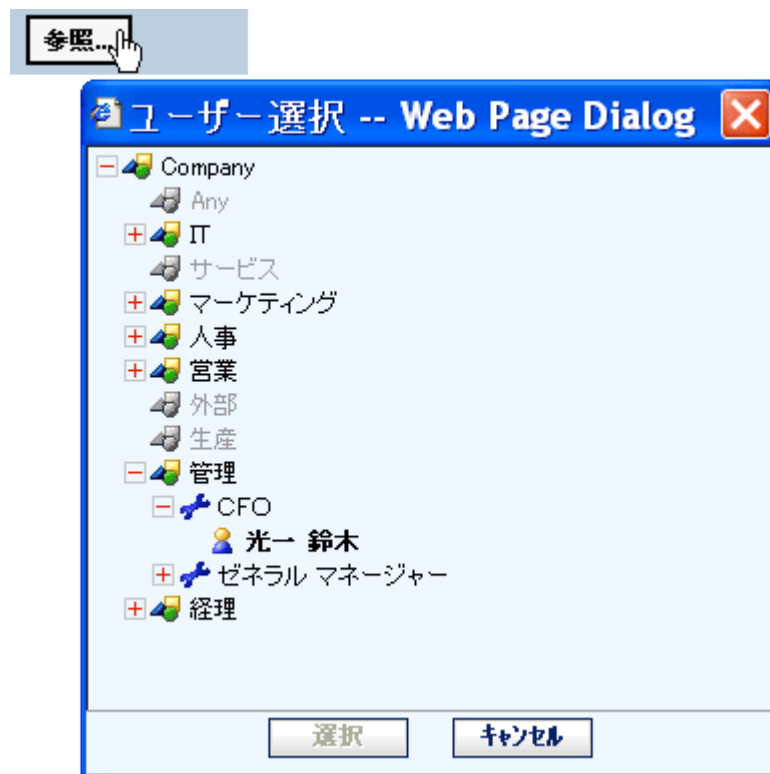 参照...
ユーザー選択 -- Web Page Dialog
Company
Any
IT
サービス
マーケティング
人事
営業
外部
生産
管理
CFO
光一 鈴木
ゼネラル マネージャー
経理
選択 キャンセル